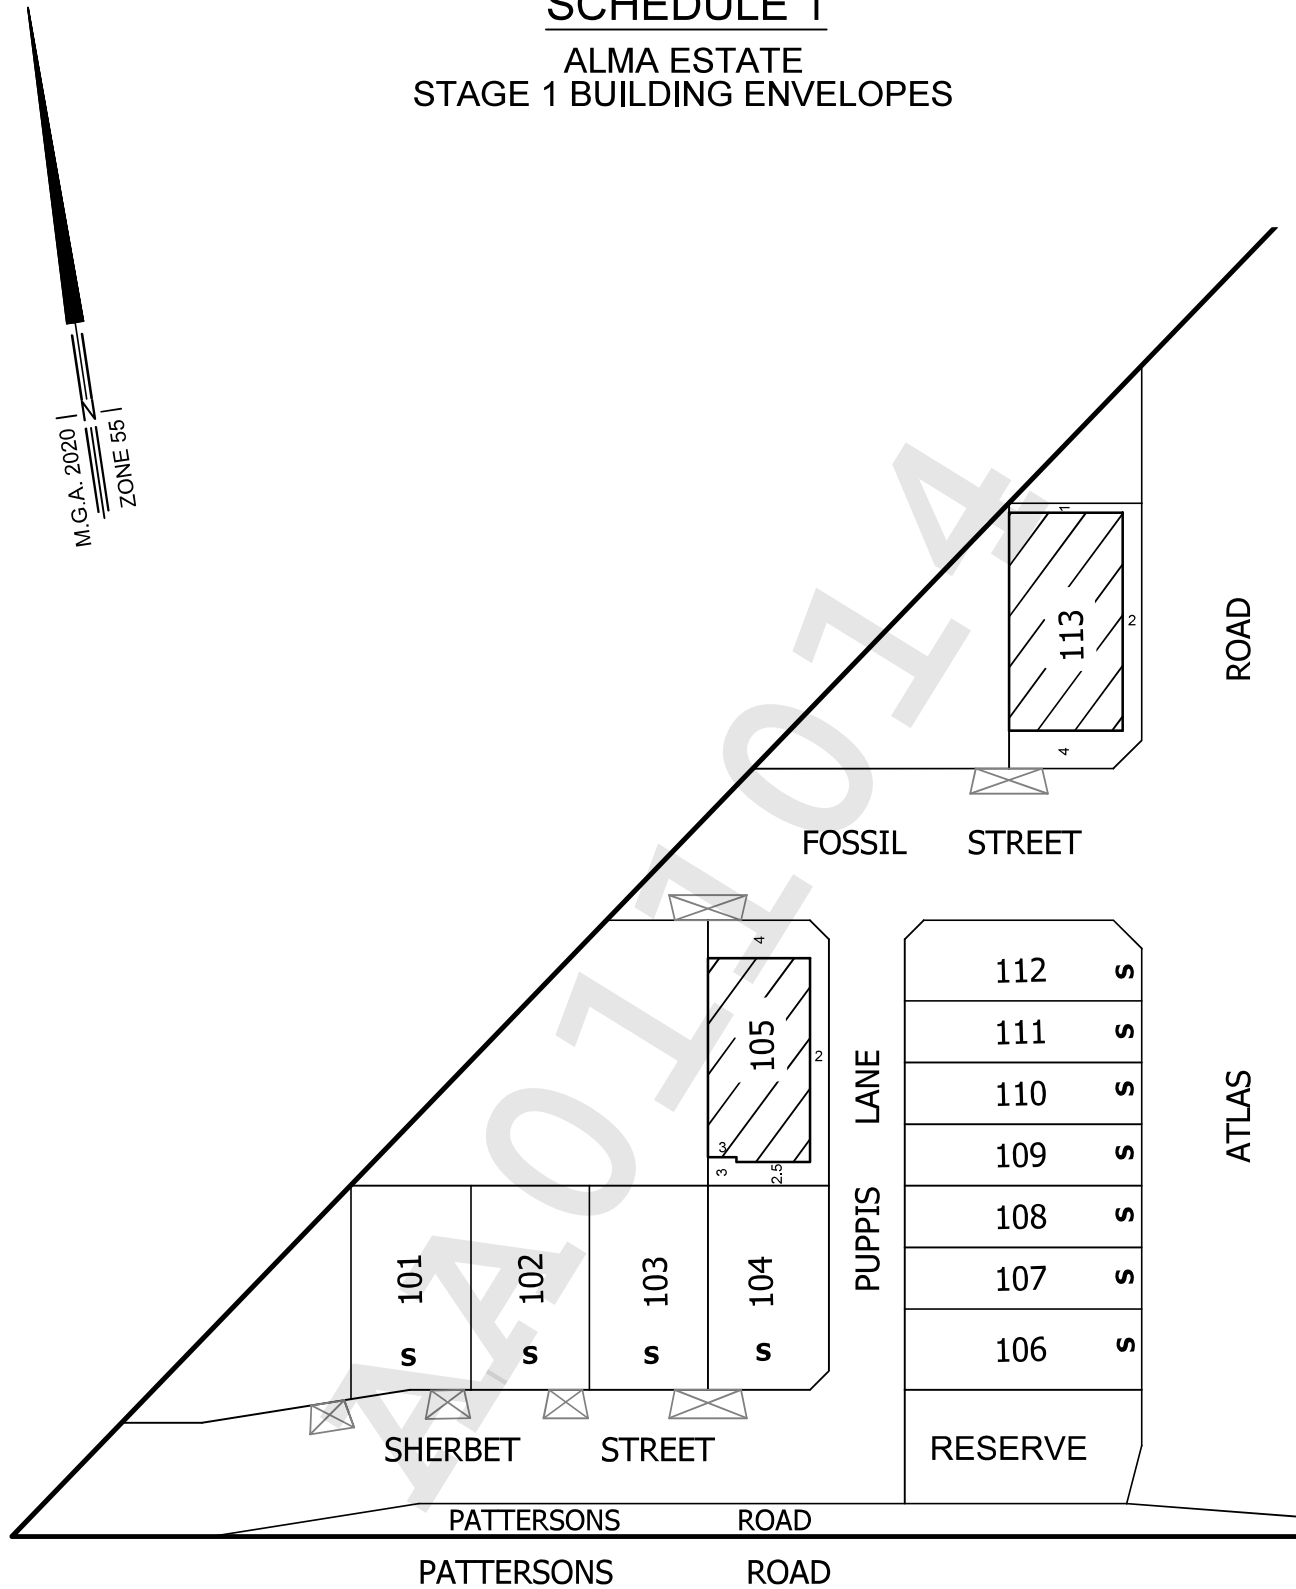 SCHEDULE 1
ALMA ESTATE
STAGE 1 BUILDING ENVELOPES
M.G.A. 2020
N
ZONE 55
AA011014
1
113
2
4
ROAD
FOSSIL STREET
4
105
2
3
3
2.5
PUPPIS LANE
112 s
111 s
110 s
109 s
108 s
107 s
106 s
ATLAS
101 s
102 s
103 s
104 s
RESERVE
SHERBET STREET
PATTERSONS ROAD
PATTERSONS ROAD